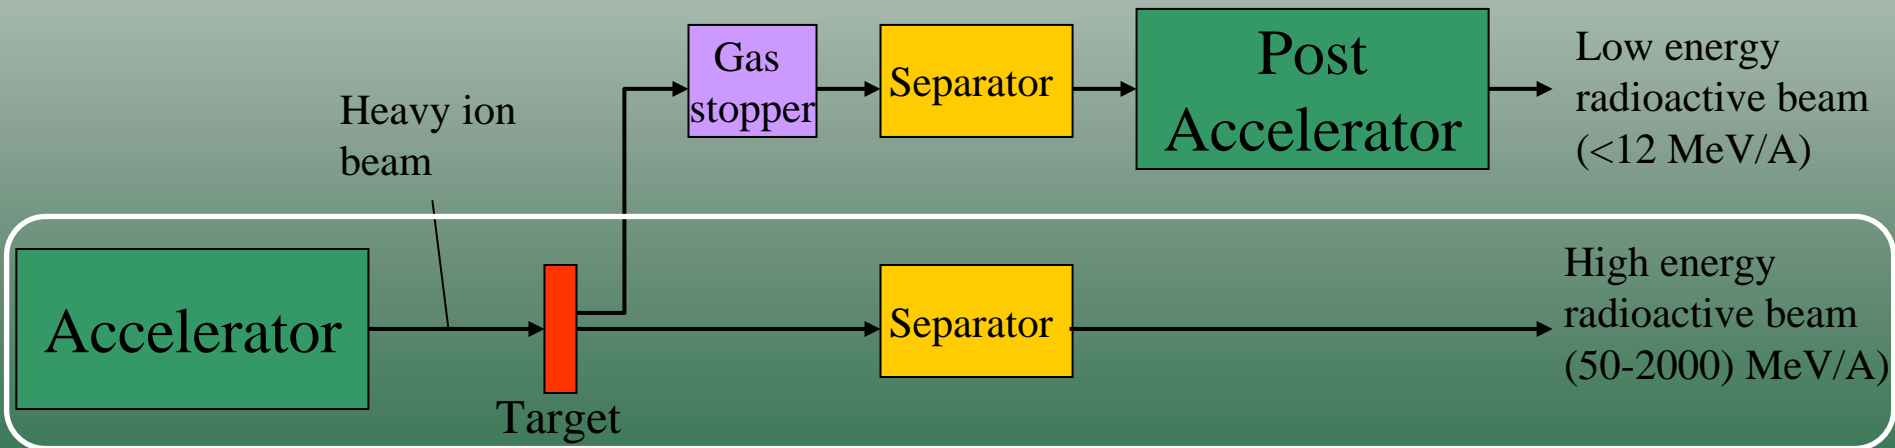 Gas
stopper
Separator
Post
Accelerator
Low energy
radioactive beam
(<12 MeV/A)
Heavy ion
beam
Accelerator
Target
Separator
High energy
radioactive beam
(50-2000) MeV/A)